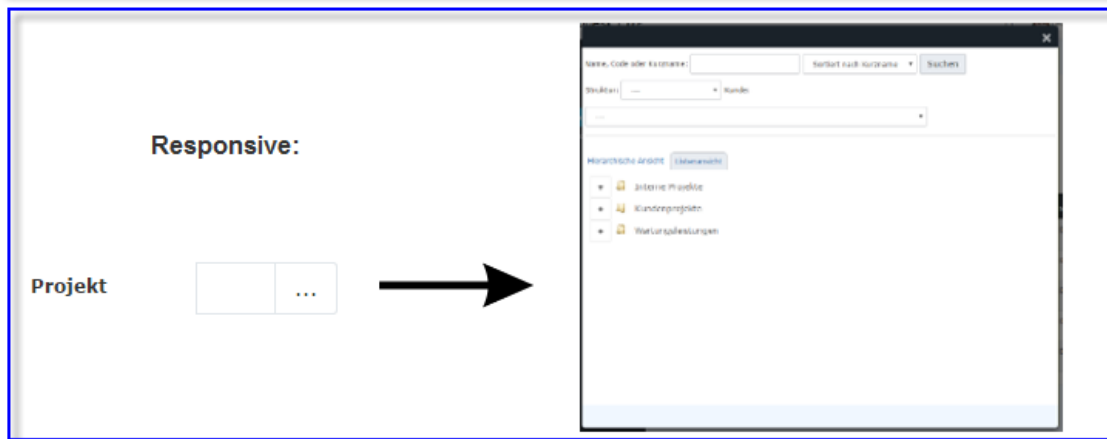 Responsive:
Projekt
...
Name, Code oder Kurzname:
Sortiert nach Kurzname
Suchen
Struktur:
---
Kunde:
---
Hierarchische Ansicht
Listenansicht
Interne Projekte
Kundenprojekte
Wartungsleistungen